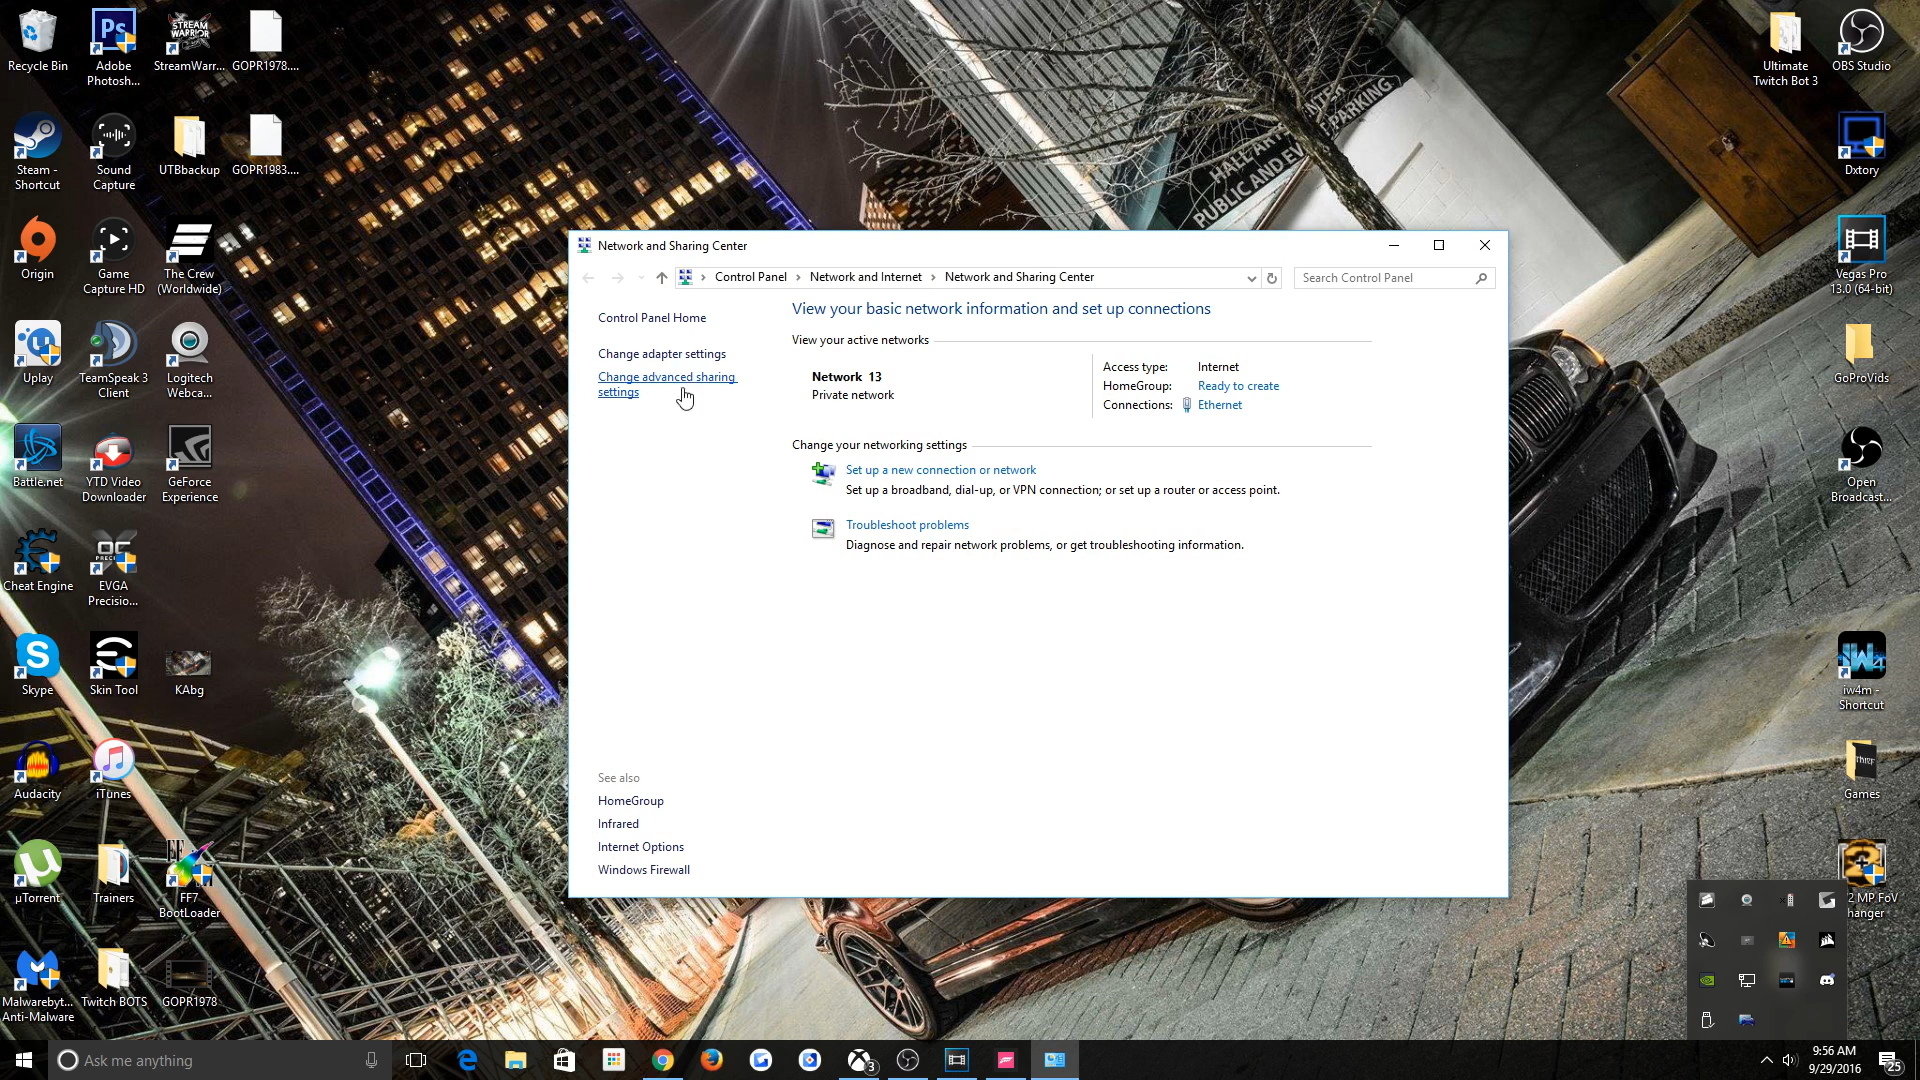 Recycle Bin
Adobe
Photosh...
STREAM
WARRIOR
StreamWarr...
GOPR1978....
Ultimate
Twitch Bot 3
OBS Studio
Steam -
Shortcut
Sound
Capture
UTBbackup
GOPR1983....
PUBLIC AND EV
PARKING
Dxtory
Origin
Game
Capture HD
The Crew
(Worldwide)
Vegas Pro
13.0 (64-bit)
Uplay
TeamSpeak 3
Client
Logitech
Webca...
GoProVids
Battle.net
YTD Video
Downloader
GeForce
Experience
Open
Broadcast...
Cheat Engine
EVGA
Precisio...
Skype
Skin Tool
KAbg
iw4m -
Shortcut
Audacity
iTunes
Games
µTorrent
Trainers
FF7
BootLoader
2 MP FoV
hanger
Malwarebyt...
Anti-Malware
Twitch BOTS
GOPR1978
Network and Sharing Center
Control Panel > Network and Internet > Network and Sharing Center
Search Control Panel
Control Panel Home
Change adapter settings
Change advanced sharing
settings
View your basic network information and set up connections
View your active networks
Network 13
Private network
Access type: Internet
HomeGroup: Ready to create
Connections: Ethernet
Change your networking settings
Set up a new connection or network
Set up a broadband, dial-up, or VPN connection; or set up a router or access point.
Troubleshoot problems
Diagnose and repair network problems, or get troubleshooting information.
See also
HomeGroup
Infrared
Internet Options
Windows Firewall
Ask me anything
3
9:56 AM
9/29/2016
25